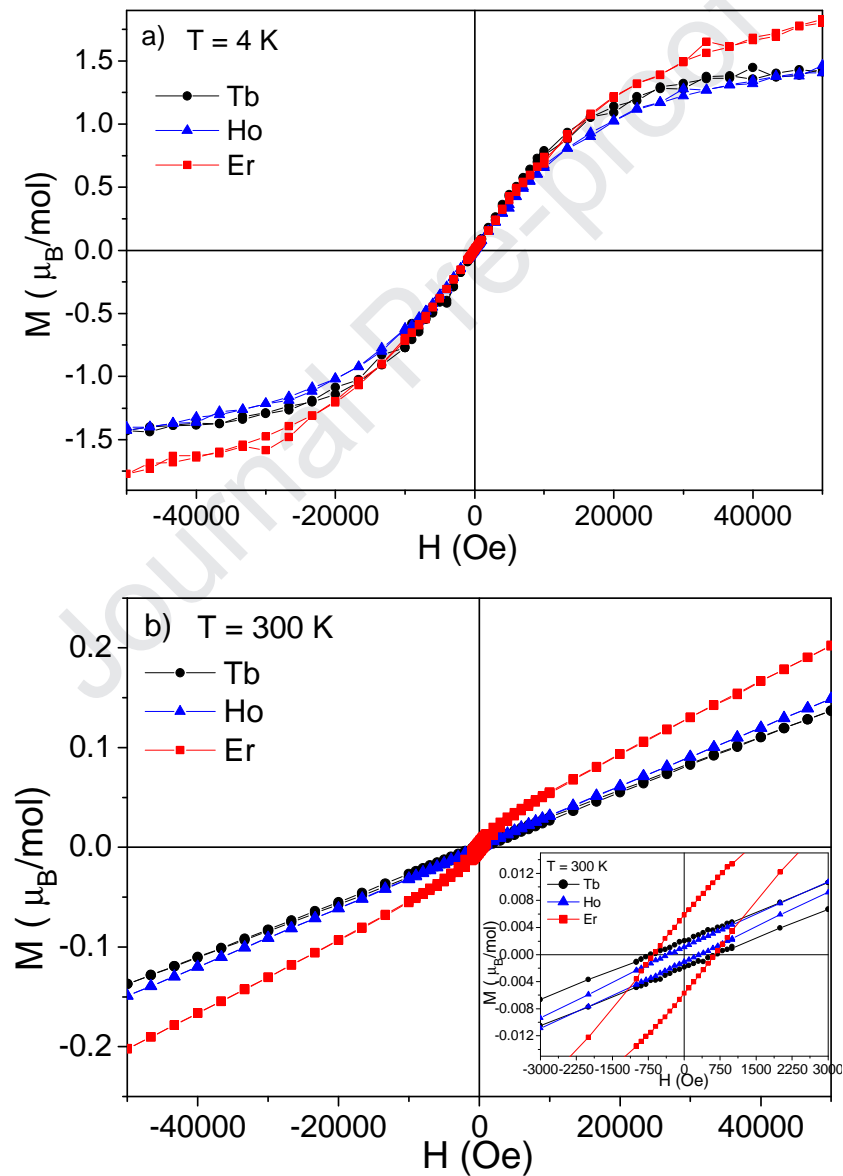 a) T = 4 K
Tb
Ho
Er
1.5
1.0
0.5
0.0
-0.5
-1.0
-1.5
M ( μB/mol)
-40000 -20000 0 20000 40000
H (Oe)
Journal Pre-proof
b) T = 300 K
Tb
Ho
Er
0.2
0.1
0.0
-0.1
-0.2
M ( μB/mol)
-40000 -20000 0 20000 40000
H (Oe)
T = 300 K
Tb
Ho
Er
0.012
0.008
0.004
0.000
-0.004
-0.008
-0.012
M ( μB/mol)
-3000 -2250 -1500 -750 0 750 1500 2250 3000
H (Oe)